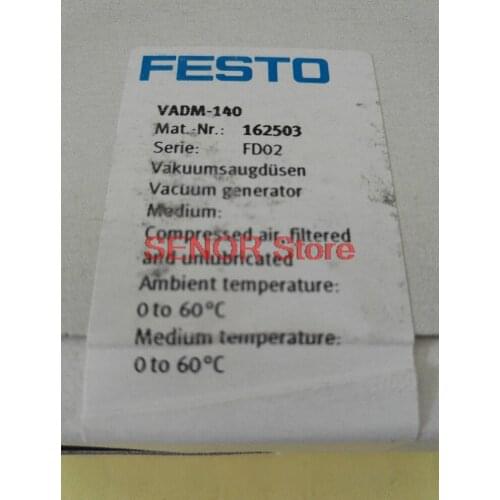 FESTO
VADM-140
Mat.-Nr.: 162503
Serie: FD02
Vakuumsaugdüsen
Vacuum generator
Medium:
Compressed air, filtered
SENOR Store
and unlubricated
Ambient temperature:
0 to 60°C
Medium temperature:
0 to 60°C